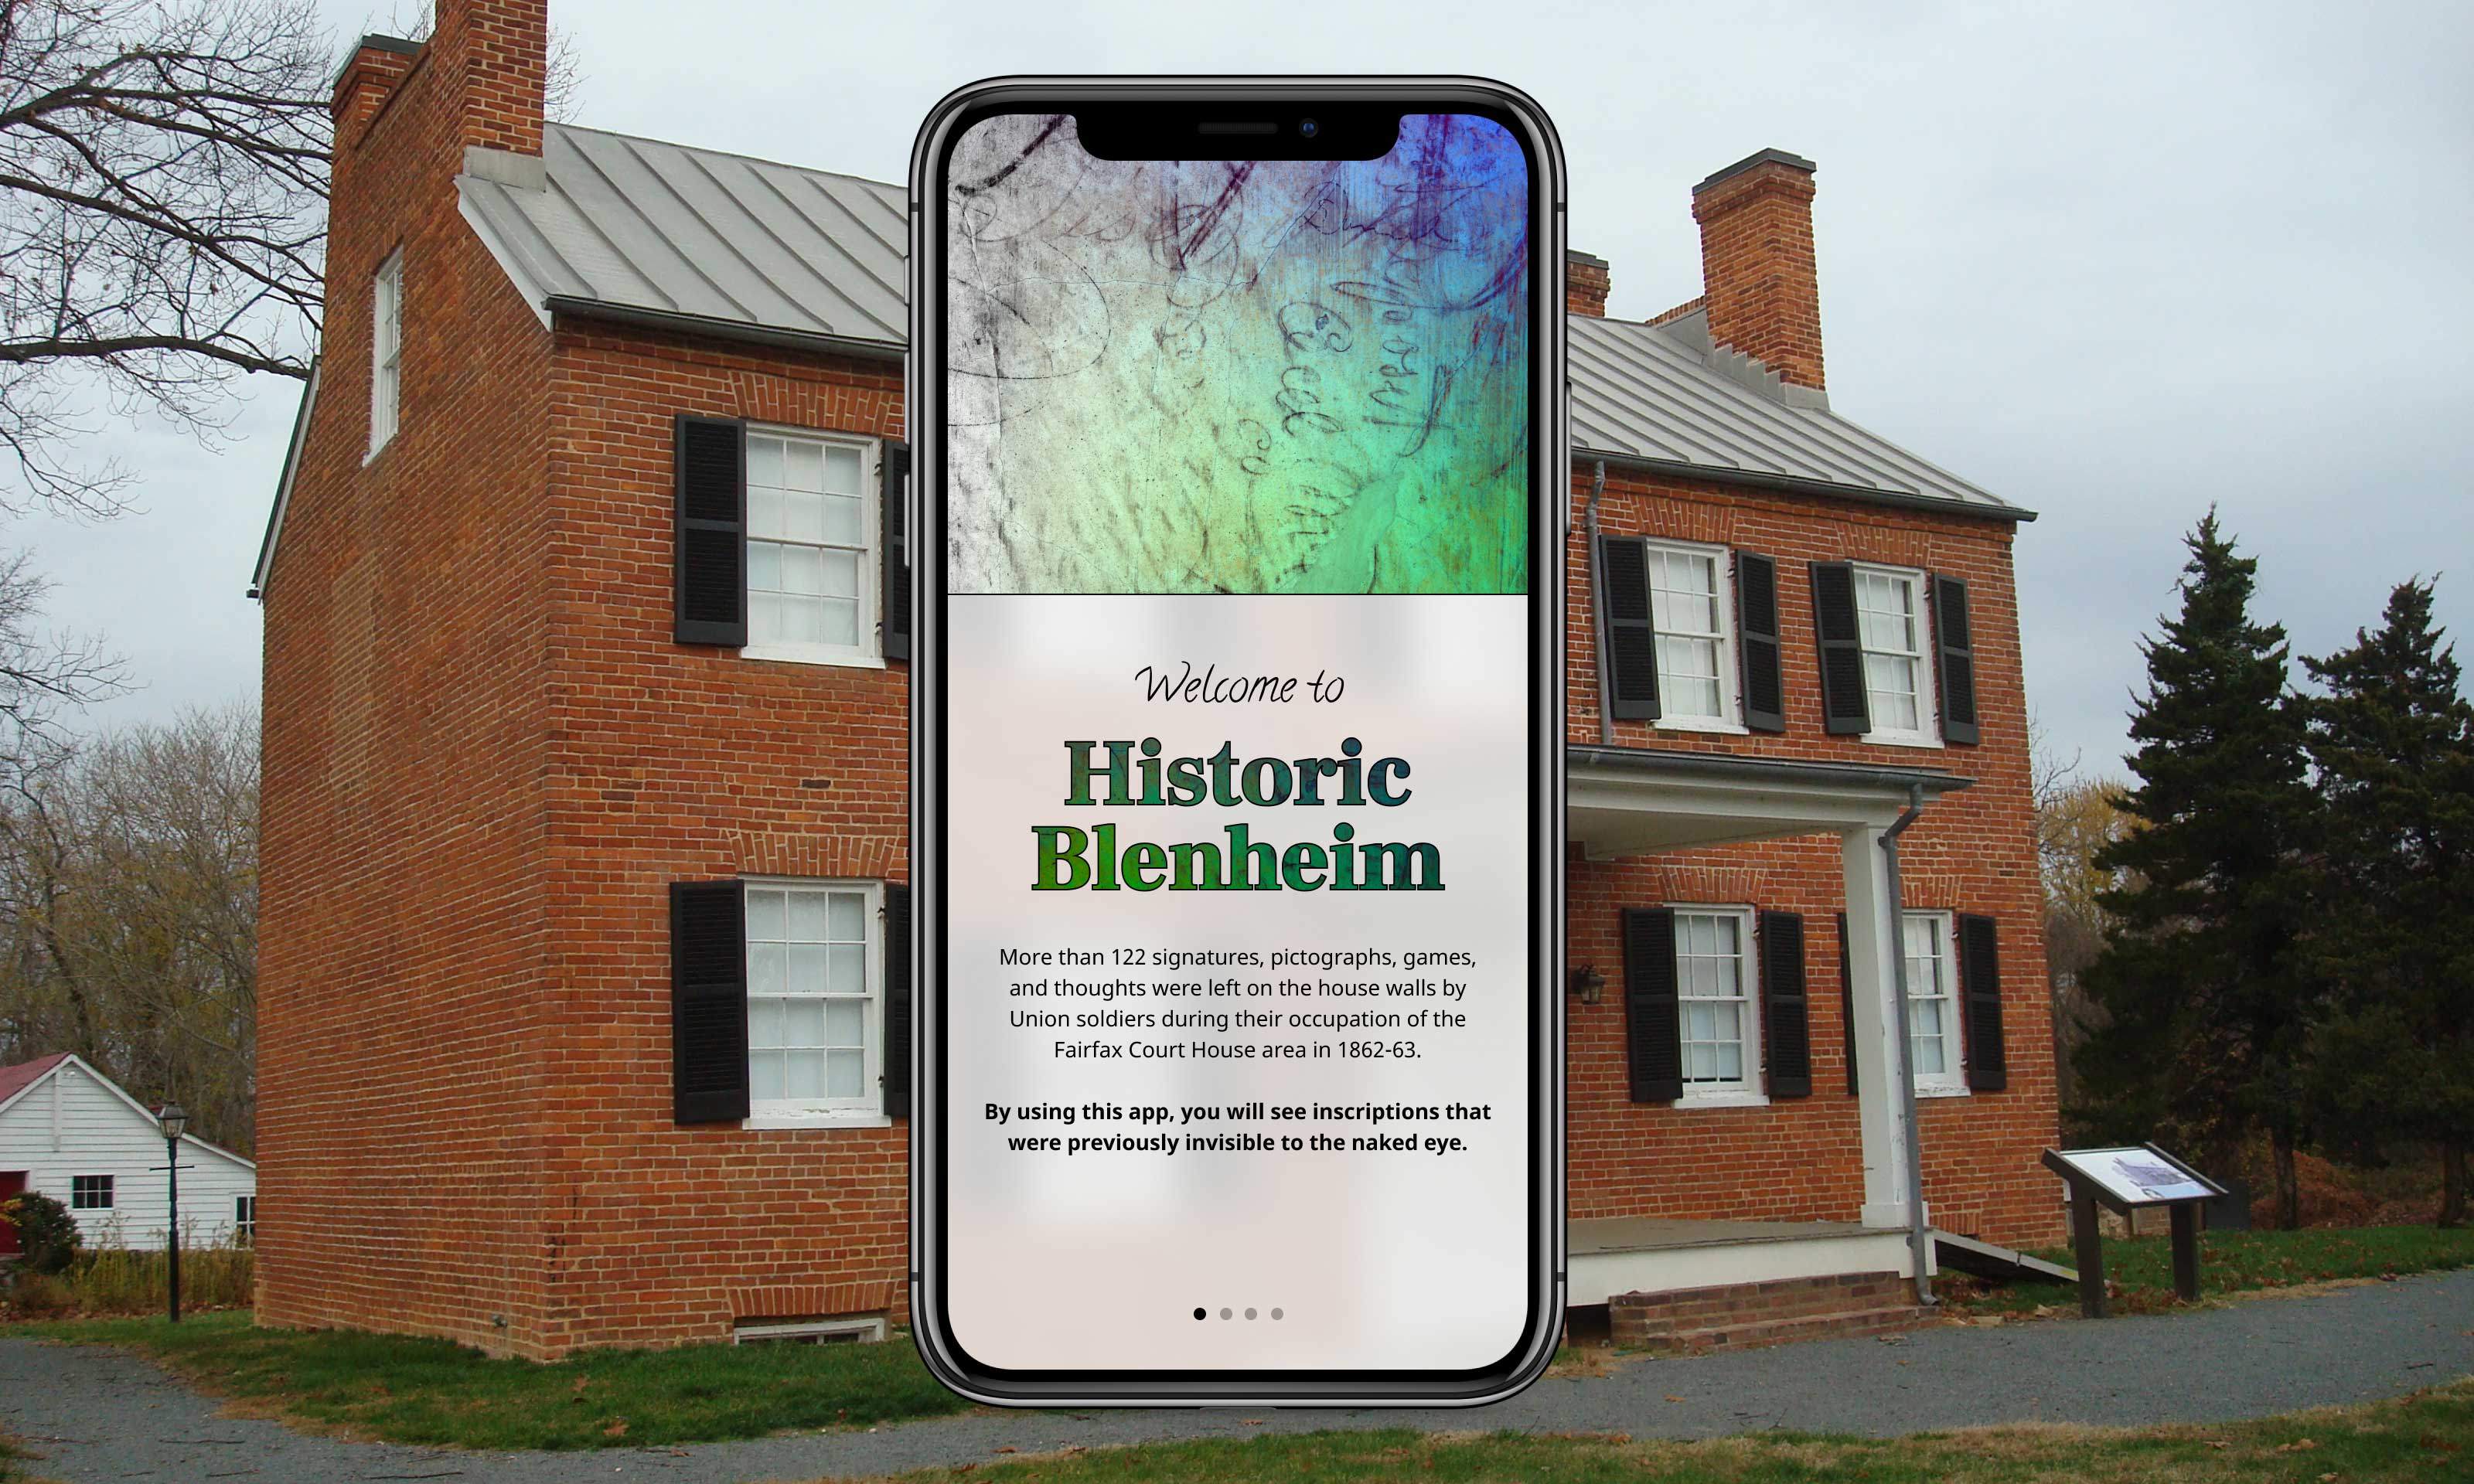 Welcome to
Historic
Blenheim
More than 122 signatures, pictographs, games,
and thoughts were left on the house walls by
Union soldiers during their occupation of the
Fairfax Court House area in 1862-63.
By using this app, you will see inscriptions that
were previously invisible to the naked eye.